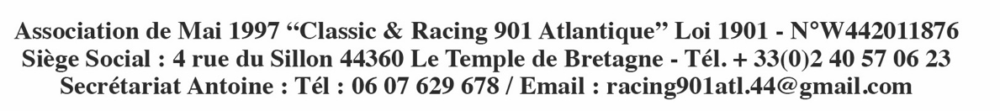 Association de Mai 1997 “Classic & Racing 901 Atlantique” Loi 1901 - N°W442011876
Siège Social : 4 rue du Sillon 44360 Le Temple de Bretagne - Tél. + 33(0)2 40 57 06 23
Secrétariat Antoine : Tél : 06 07 629 678 / Email : racing901atl.44@gmail.com